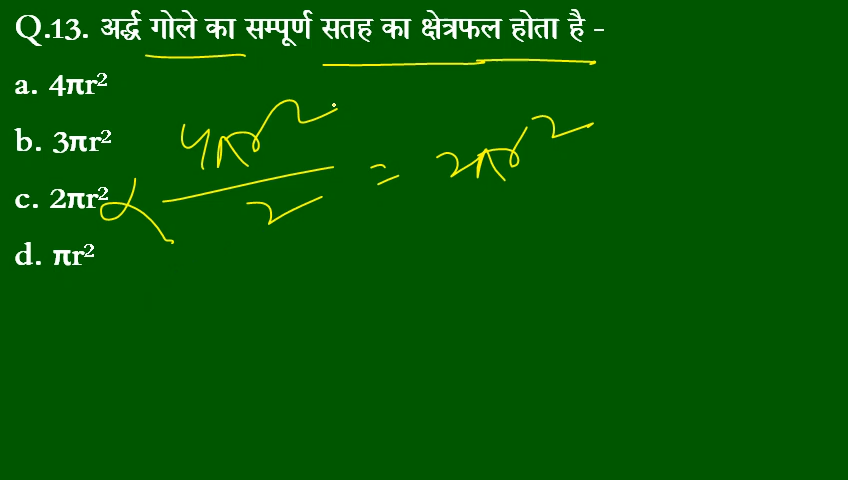 Q.13. अर्द्ध गोले का सम्पूर्ण सतह का क्षेत्रफल होता है -
a. 4πr²
b. 3πr²
c. 2πr²
d. πr²
4πr²/2 = 2πr²